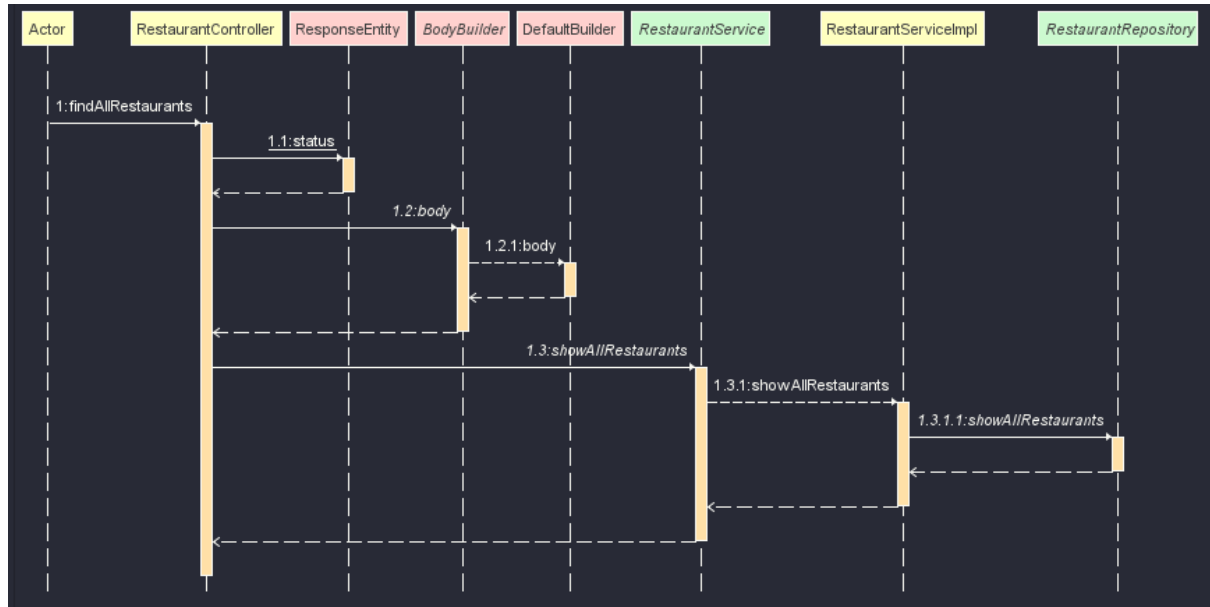 Actor
RestaurantController
ResponseEntity
BodyBuilder
DefaultBuilder
RestaurantService
RestaurantServiceImpl
RestaurantRepository
1:findAllRestaurants
1.1:status
1.2:body
1.2.1:body
1.3:showAllRestaurants
1.3.1:showAllRestaurants
1.3.1.1:showAllRestaurants